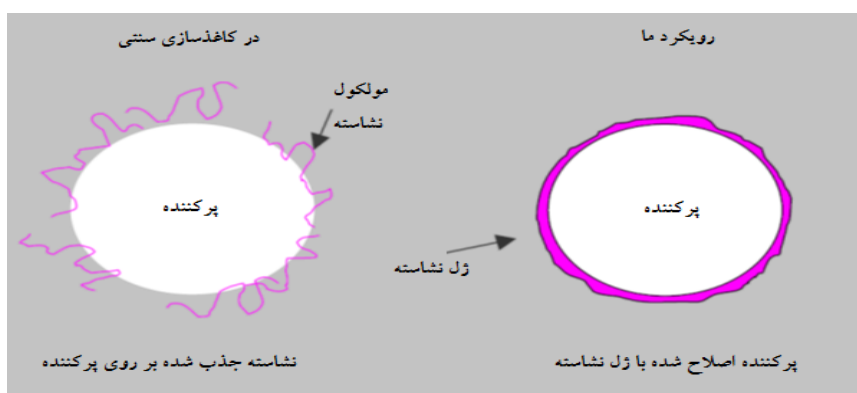 رویکرد ما
در کاغذسازی سنتی
مولکول
نشاسته
پرکننده
پرکننده
ژل نشاسته
پرکننده اصلاح شده با ژل نشاسته
نشاسته جذب شده بر روی پرکننده